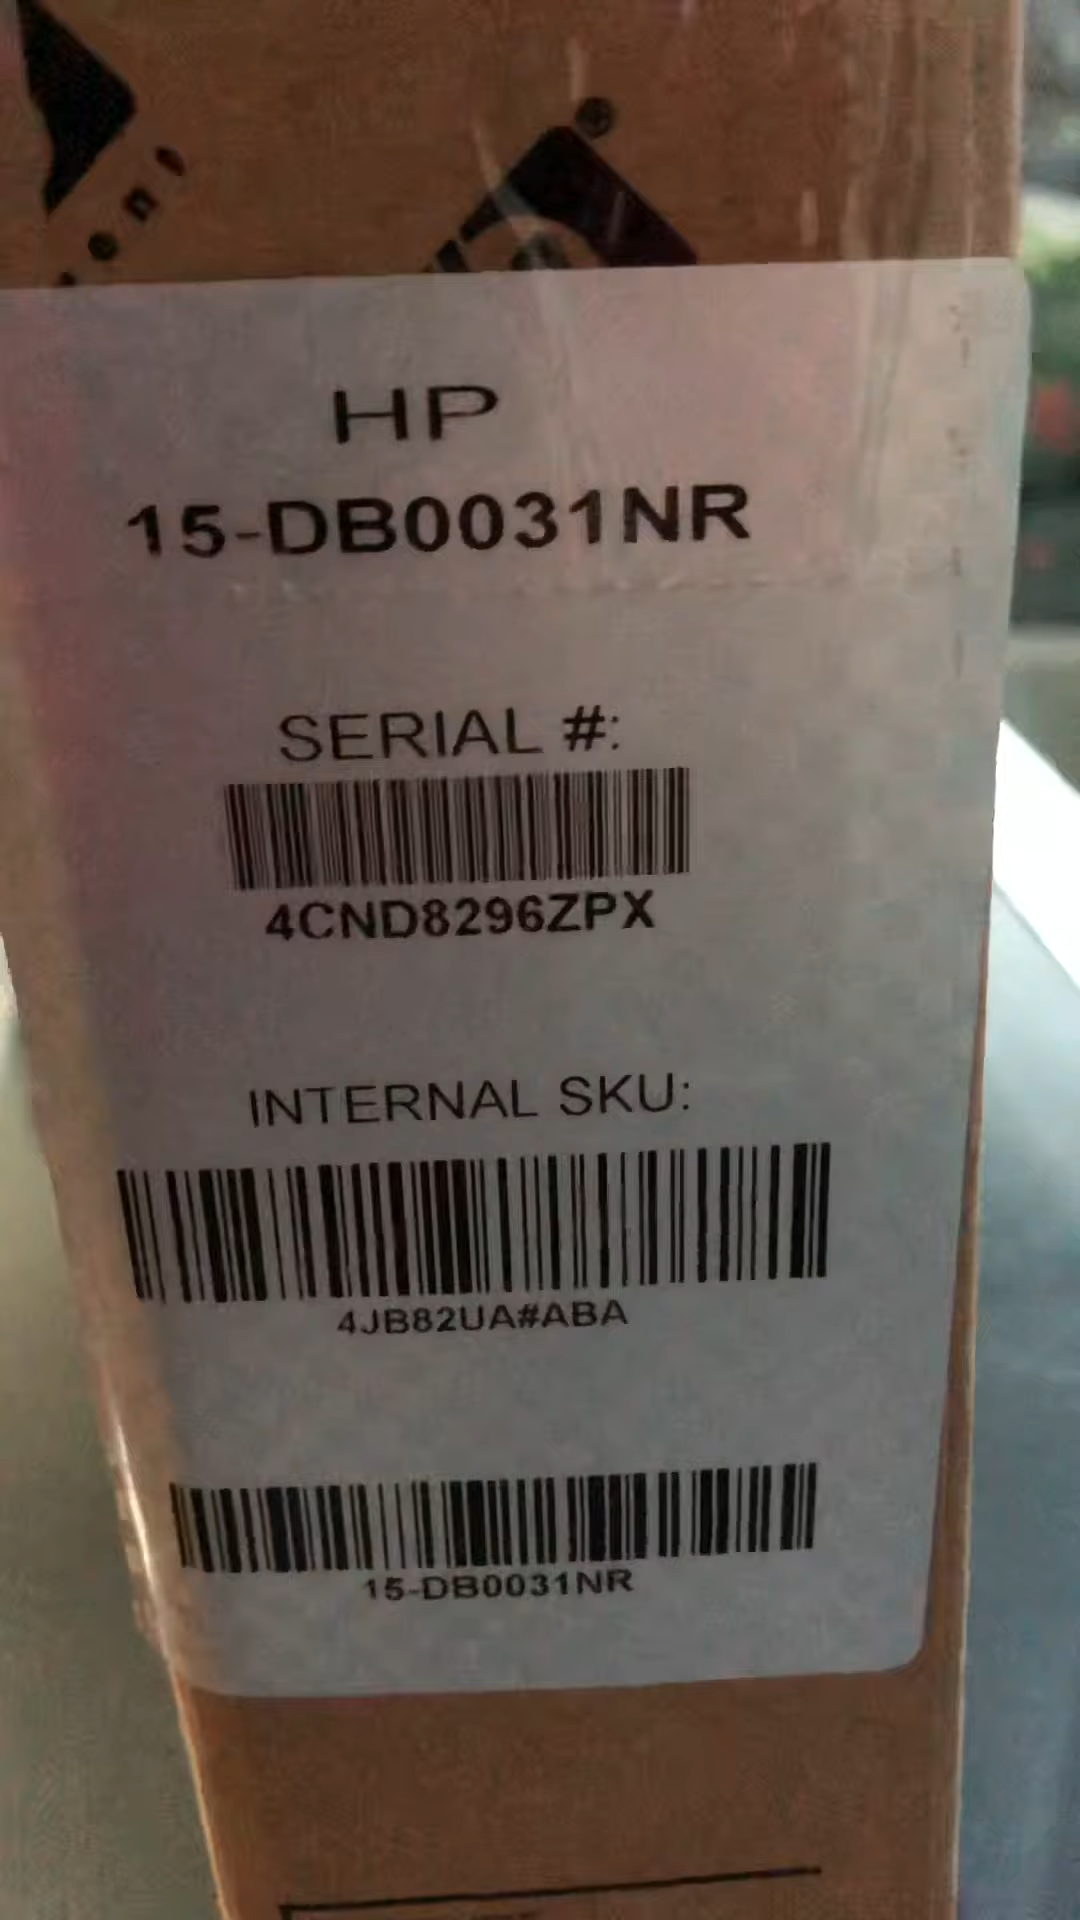 HP
15-DB0031NR
SERIAL #:
4CND8296ZPX
INTERNAL SKU:
4JB82UA#ABA
15-DB0031NR